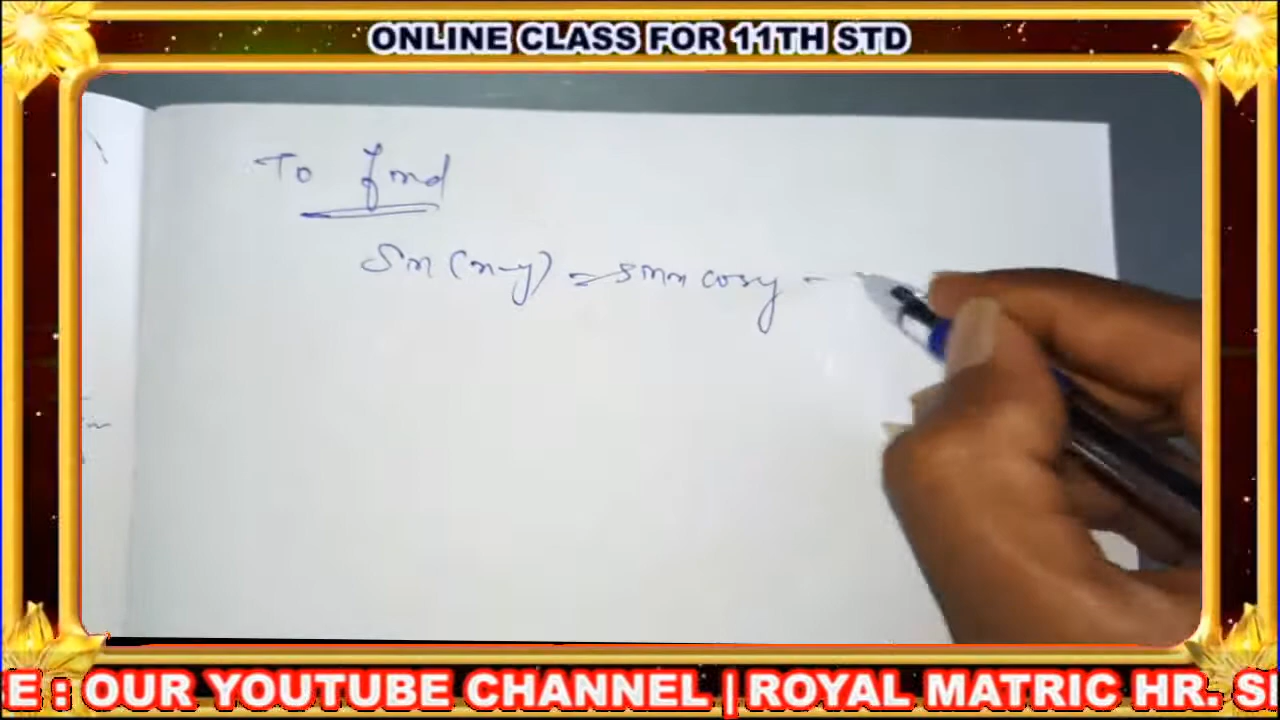 ONLINE CLASS FOR 11TH STD
To find
Sin (x-y) = sinx cosy -
E : OUR YOUTUBE CHANNEL | ROYAL MATRIC HR. S